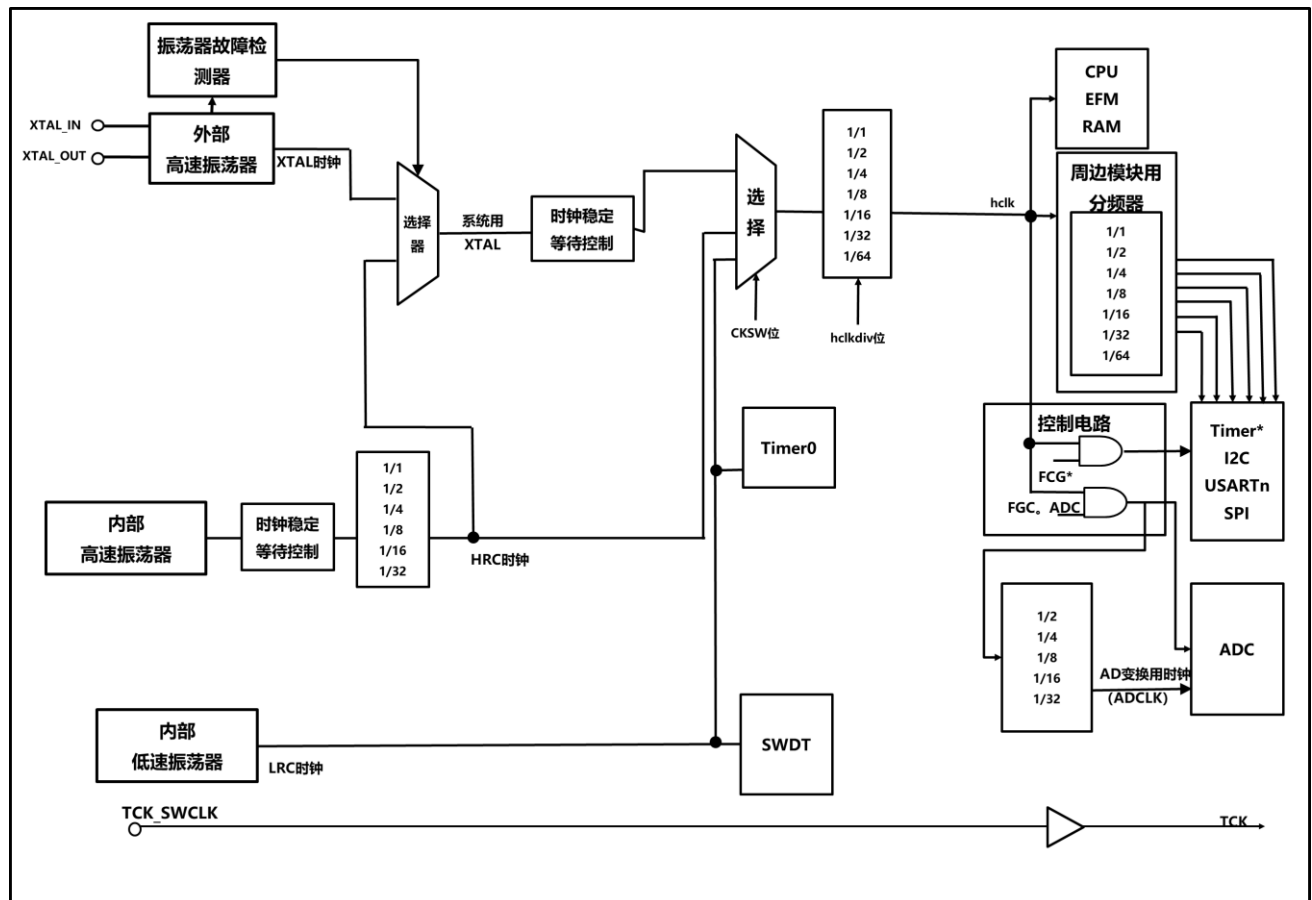 振荡器故障检
测器
XTAL_IN
XTAL_OUT
外部
高速振荡器
XTAL时钟
选择
器
系统用
XTAL
时钟稳定
等待控制
选
择
CKSW位
1/1
1/2
1/4
1/8
1/16
1/32
1/64
hclkdiv位
hclk
CPU
EFM
RAM
周边模块用
分频器
1/1
1/2
1/4
1/8
1/16
1/32
1/64
控制电路
FCG*
FGC。ADC
Timer*
I2C
USARTn
SPI
Timer0
内部
高速振荡器
时钟稳定
等待控制
1/1
1/2
1/4
1/8
1/16
1/32
HRC时钟
1/2
1/4
1/8
1/16
1/32
AD变换用时钟
(ADCLK)
ADC
内部
低速振荡器
LRC时钟
SWDT
TCK_SWCLK
TCK